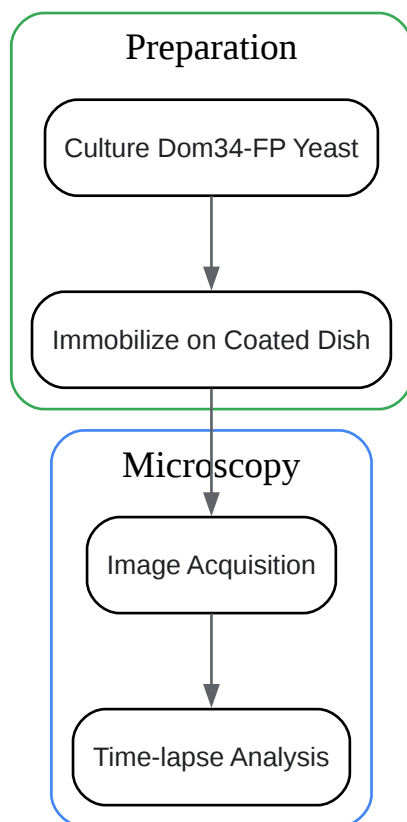 Preparation
Culture Dom34-FP Yeast
Immobilize on Coated Dish
Microscopy
Image Acquisition
Time-lapse Analysis